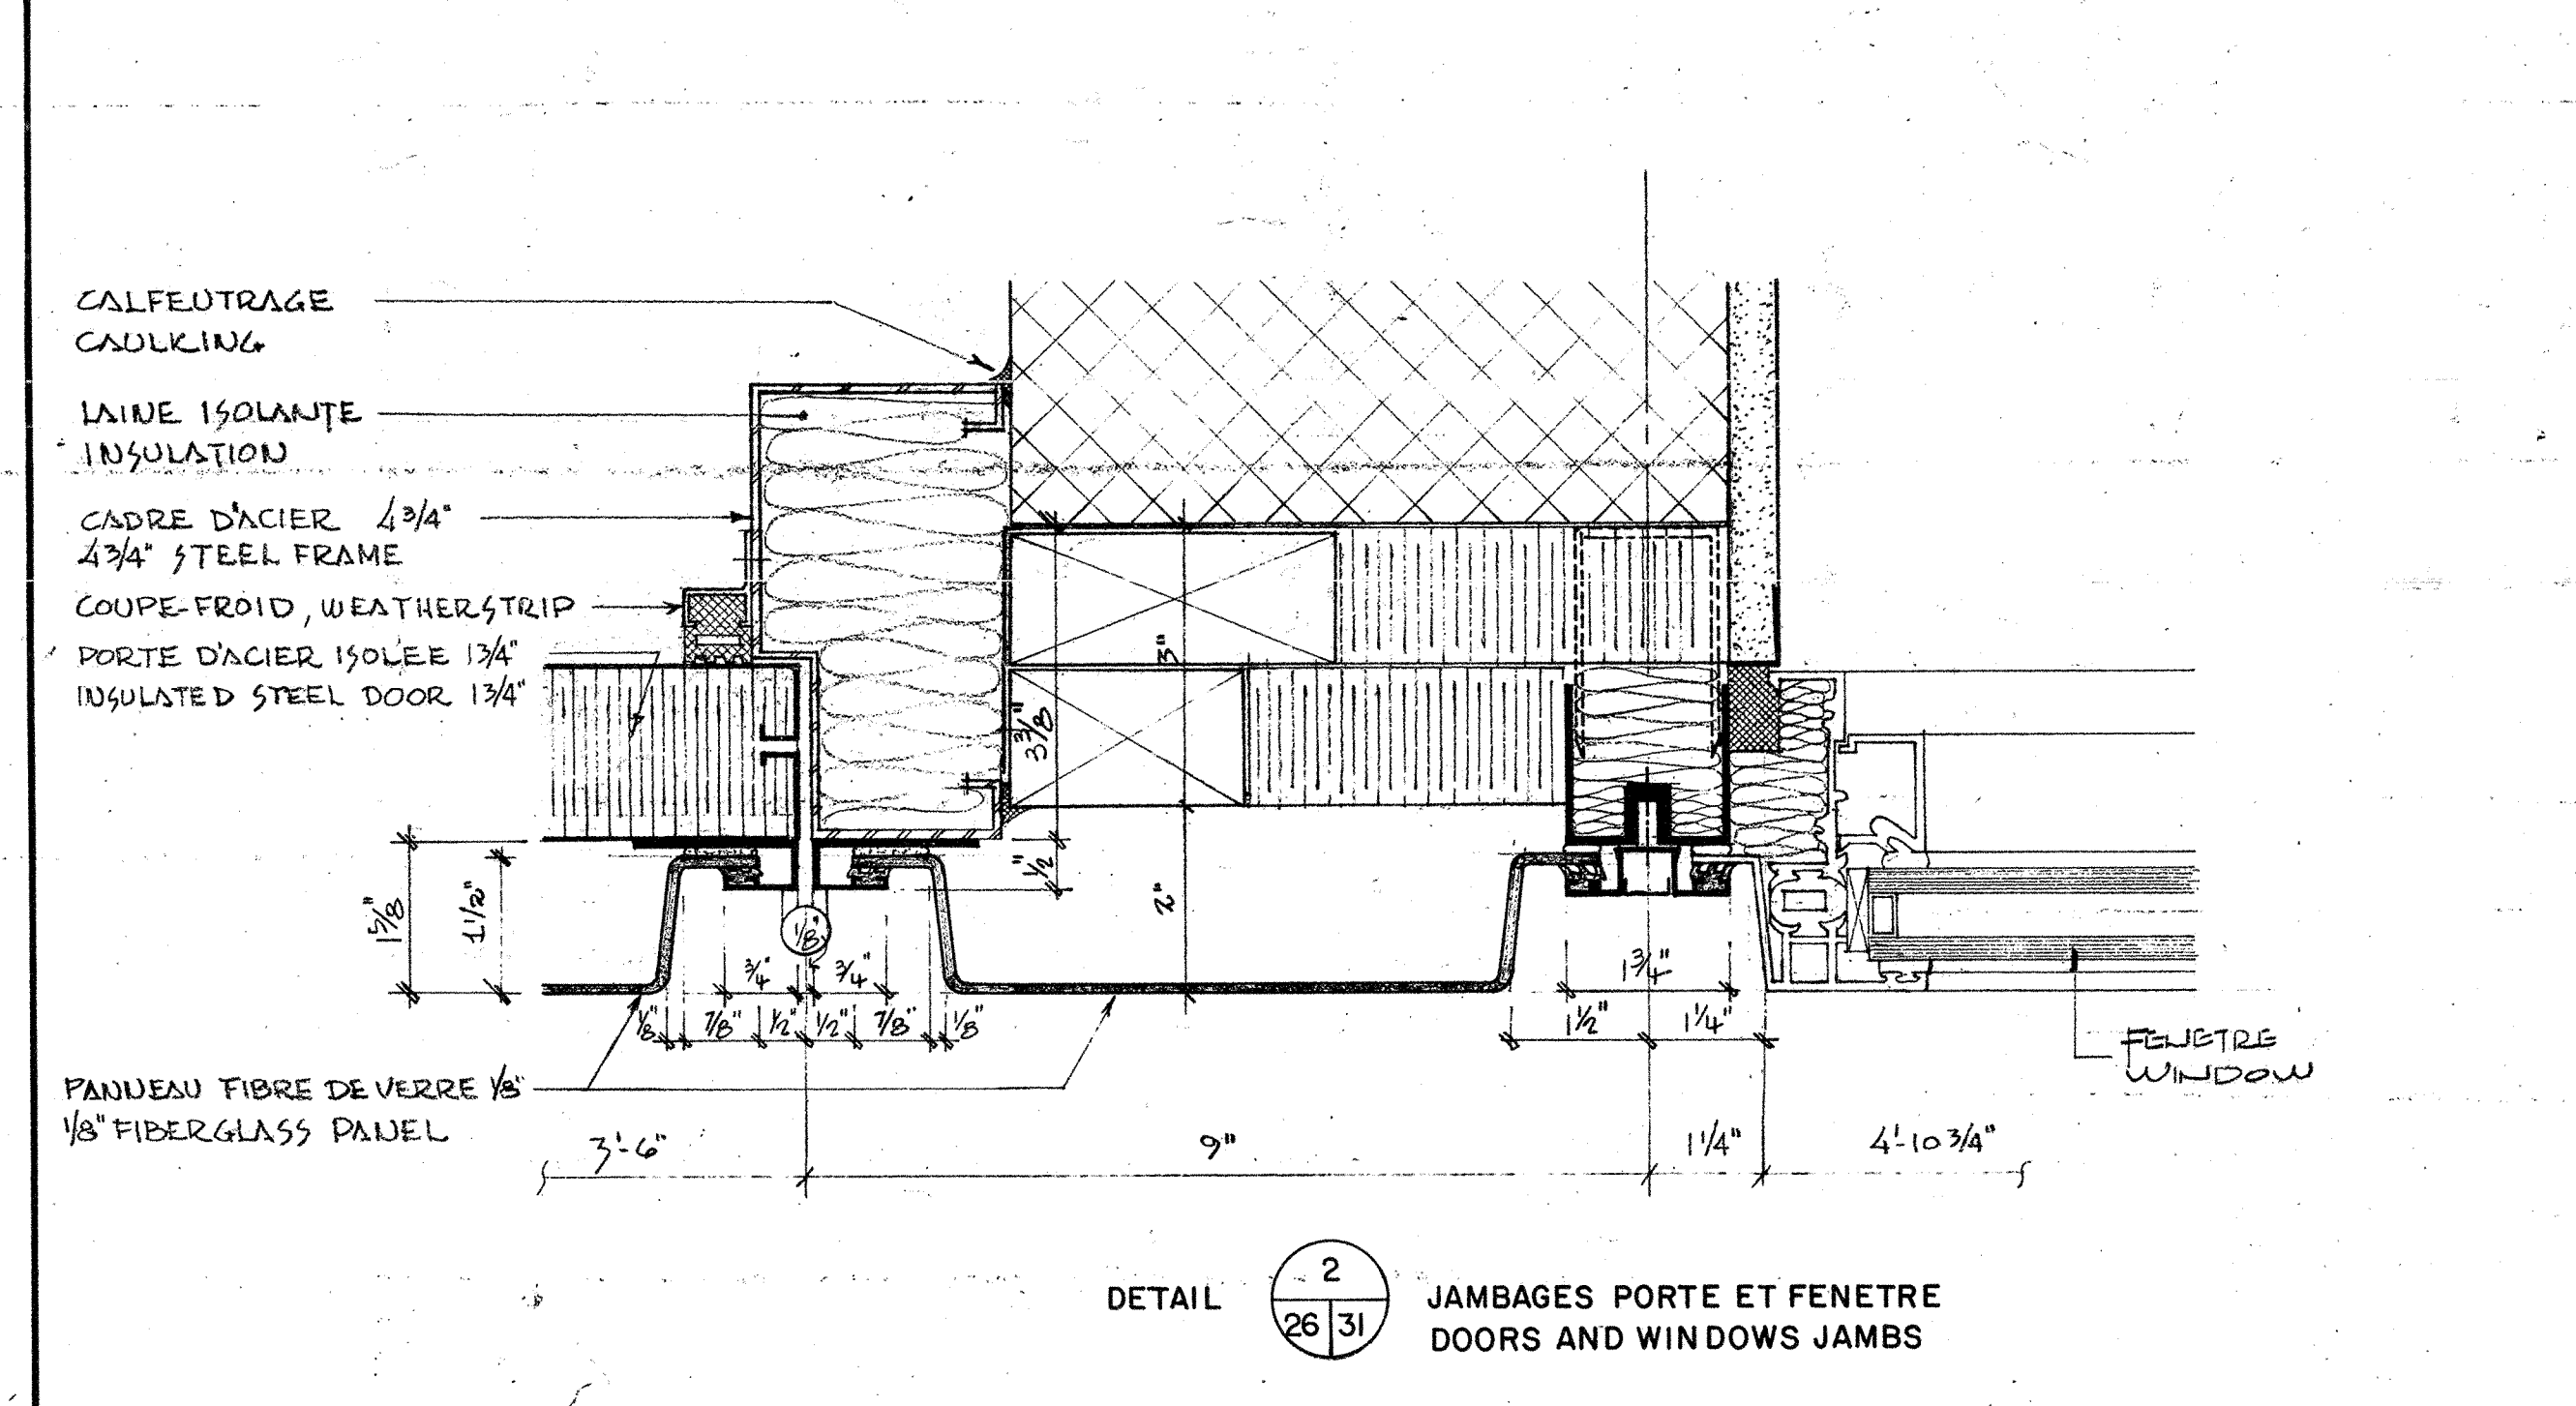 CALFEUTRAGE
CAULKING
LAINE ISOLANTE
INSULATION
CADRE D'ACIER 4 3/4"
4 3/4" STEEL FRAME
COUPE-FROID, WEATHERSTRIP
PORTE D'ACIER ISOLEE 1 3/4"
INSULATED STEEL DOOR 1 3/4"
3"
3 3/8"
1/2"
2"
1 5/8"
1 1/2"
1/8"
3/4"
3/4"
1 3/4"
1/8"
7/8"
1/2"
1/2"
7/8"
1/8"
1 1/2"
1 1/4"
FENETRE
WINDOW
PANNEAU FIBRE DE VERRE 1/8"
1/8" FIBERGLASS PANEL
3'-6"
9"
1 1/4"
4'-10 3/4"
DETAIL
2
26 31
JAMBAGES PORTE ET FENETRE
DOORS AND WINDOWS JAMBS